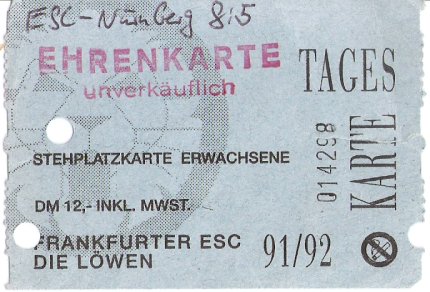 ESC-Nürnberg 8:5
EHRENKARTE
unverkäuflich
TAGES
KARTE
014298
STEHPLATZKARTE ERWACHSENE
DM 12,- INKL. MWST.
FRANKFURTER ESC
DIE LÖWEN
91/92